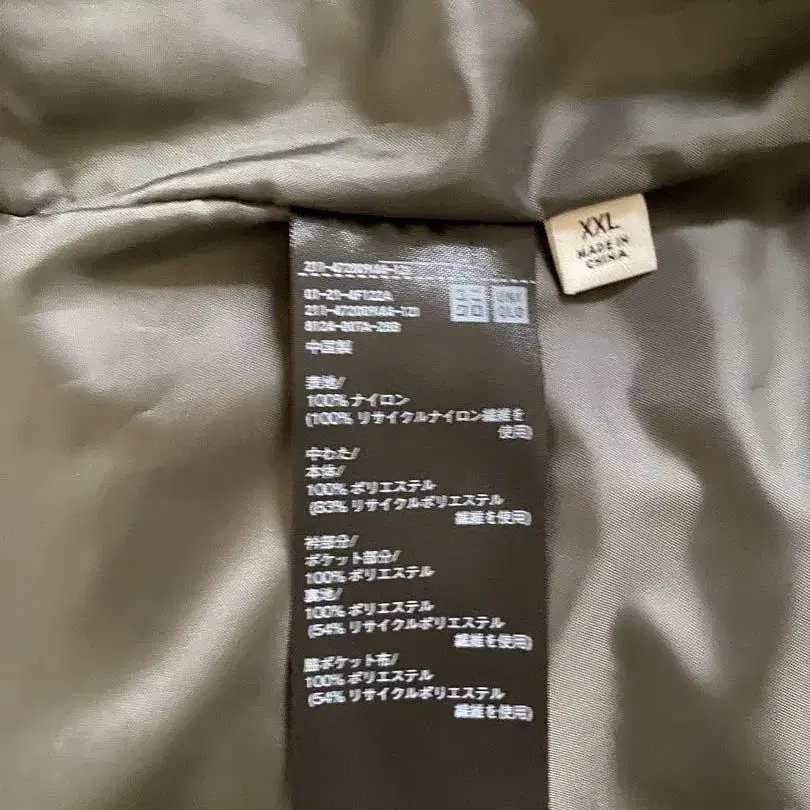 XXL
MADE IN
CHINA
ユニ
クロ
UNI
QLO
中国製
表地/
100% ナイロン
(100% リサイクルナイロン繊維を
使用)
中わた/
本体/
100% ポリエステル
(83% リサイクルポリエステル
繊維を使用)
衿部分/
ポケット部分/
100% ポリエステル
裏地/
100% ポリエステル
(54% リサイクルポリエステル
繊維を使用)
脇ポケット布/
100% ポリエステル
(54% リサイクルポリエステル
繊維を使用)